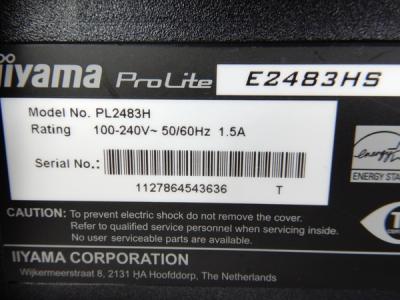 iiyama ProLite E2483HS
Model No. PL2483H
Rating 100-240V~ 50/60Hz 1.5A
Serial No.:
1127864543636 T
energy
ENERGY STAR
CAUTION: To prevent electric shock do not remove the cover.
Refer to qualified service personnel when servicing.
No user serviceable parts available.
IIYAMA CORPORATION
Wijkermeerstraat 8, 2131 HA Hoofddorp, The Netherlands